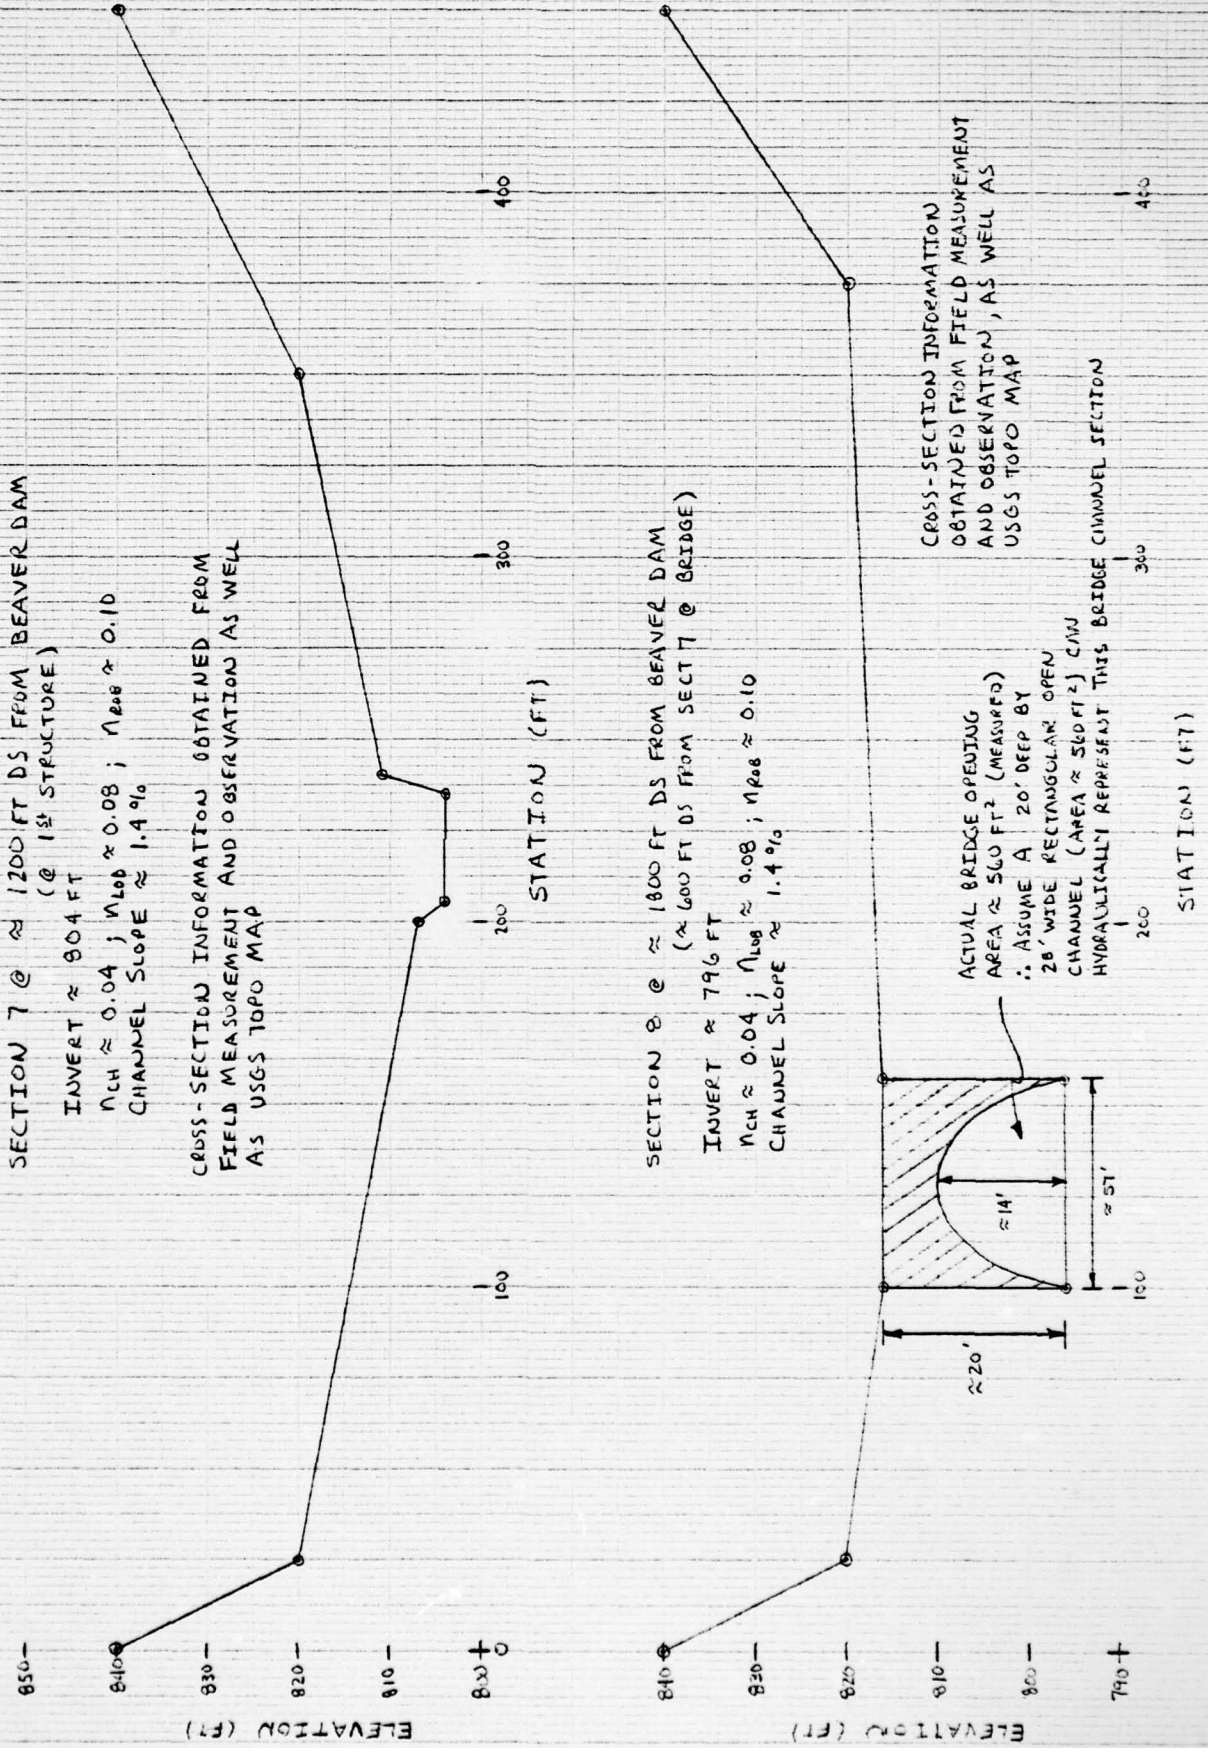 SECTION 7 @ ≈ 1200 FT DS FROM BEAVER DAM
(@ 1ST STRUCTURE)
INVERT ≈ 804 FT
nCH ≈ 0.04 ; nLOB ≈ 0.08 ; nROB ≈ 0.10
CHANNEL SLOPE ≈ 1.4 %
CROSS-SECTION INFORMATION OBTAINED FROM
FIELD MEASUREMENT AND OBSERVATION AS WELL
AS USGS TOPO MAP
ELEVATION (FT)
850
840
830
820
810
800
0
100
200
300
400
STATION (FT)
SECTION 8 @ ≈ 1800 FT DS FROM BEAVER DAM
(≈ 600 FT DS FROM SECT 7 @ BRIDGE)
INVERT ≈ 796 FT
nCH ≈ 0.04 ; nLOB ≈ 0.08 ; nROB ≈ 0.10
CHANNEL SLOPE ≈ 1.4 %
ELEVATION (FT)
840
830
820
810
800
790
≈20'
≈14'
≈57'
ACTUAL BRIDGE OPENING
AREA ≈ 560 FT² (MEASURED)
∴ ASSUME A 20' DEEP BY
28' WIDE RECTANGULAR OPEN
CHANNEL (AREA ≈ 560 FT²) CAN
HYDRAULICALLY REPRESENT THIS BRIDGE CHANNEL SECTION
CROSS-SECTION INFORMATION
OBTAINED FROM FIELD MEASUREMENT
AND OBSERVATION, AS WELL AS
USGS TOPO MAP
100
200
300
400
STATION (FT)